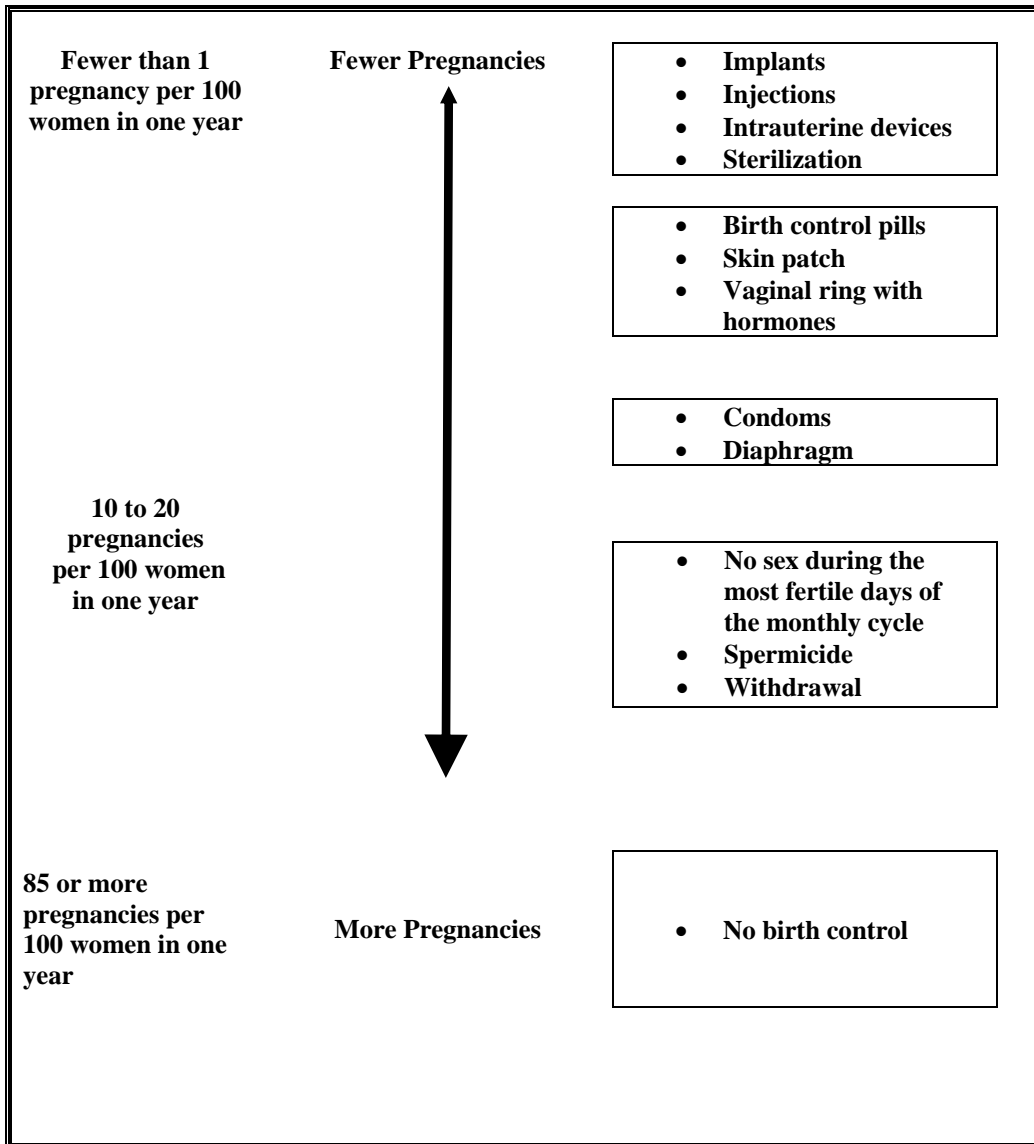 Fewer than 1
pregnancy per 100
women in one year
Fewer Pregnancies
• Implants
• Injections
• Intrauterine devices
• Sterilization
• Birth control pills
• Skin patch
• Vaginal ring with
hormones
• Condoms
• Diaphragm
10 to 20
pregnancies
per 100 women
in one year
• No sex during the
most fertile days of
the monthly cycle
• Spermicide
• Withdrawal
85 or more
pregnancies per
100 women in one
year
More Pregnancies
• No birth control